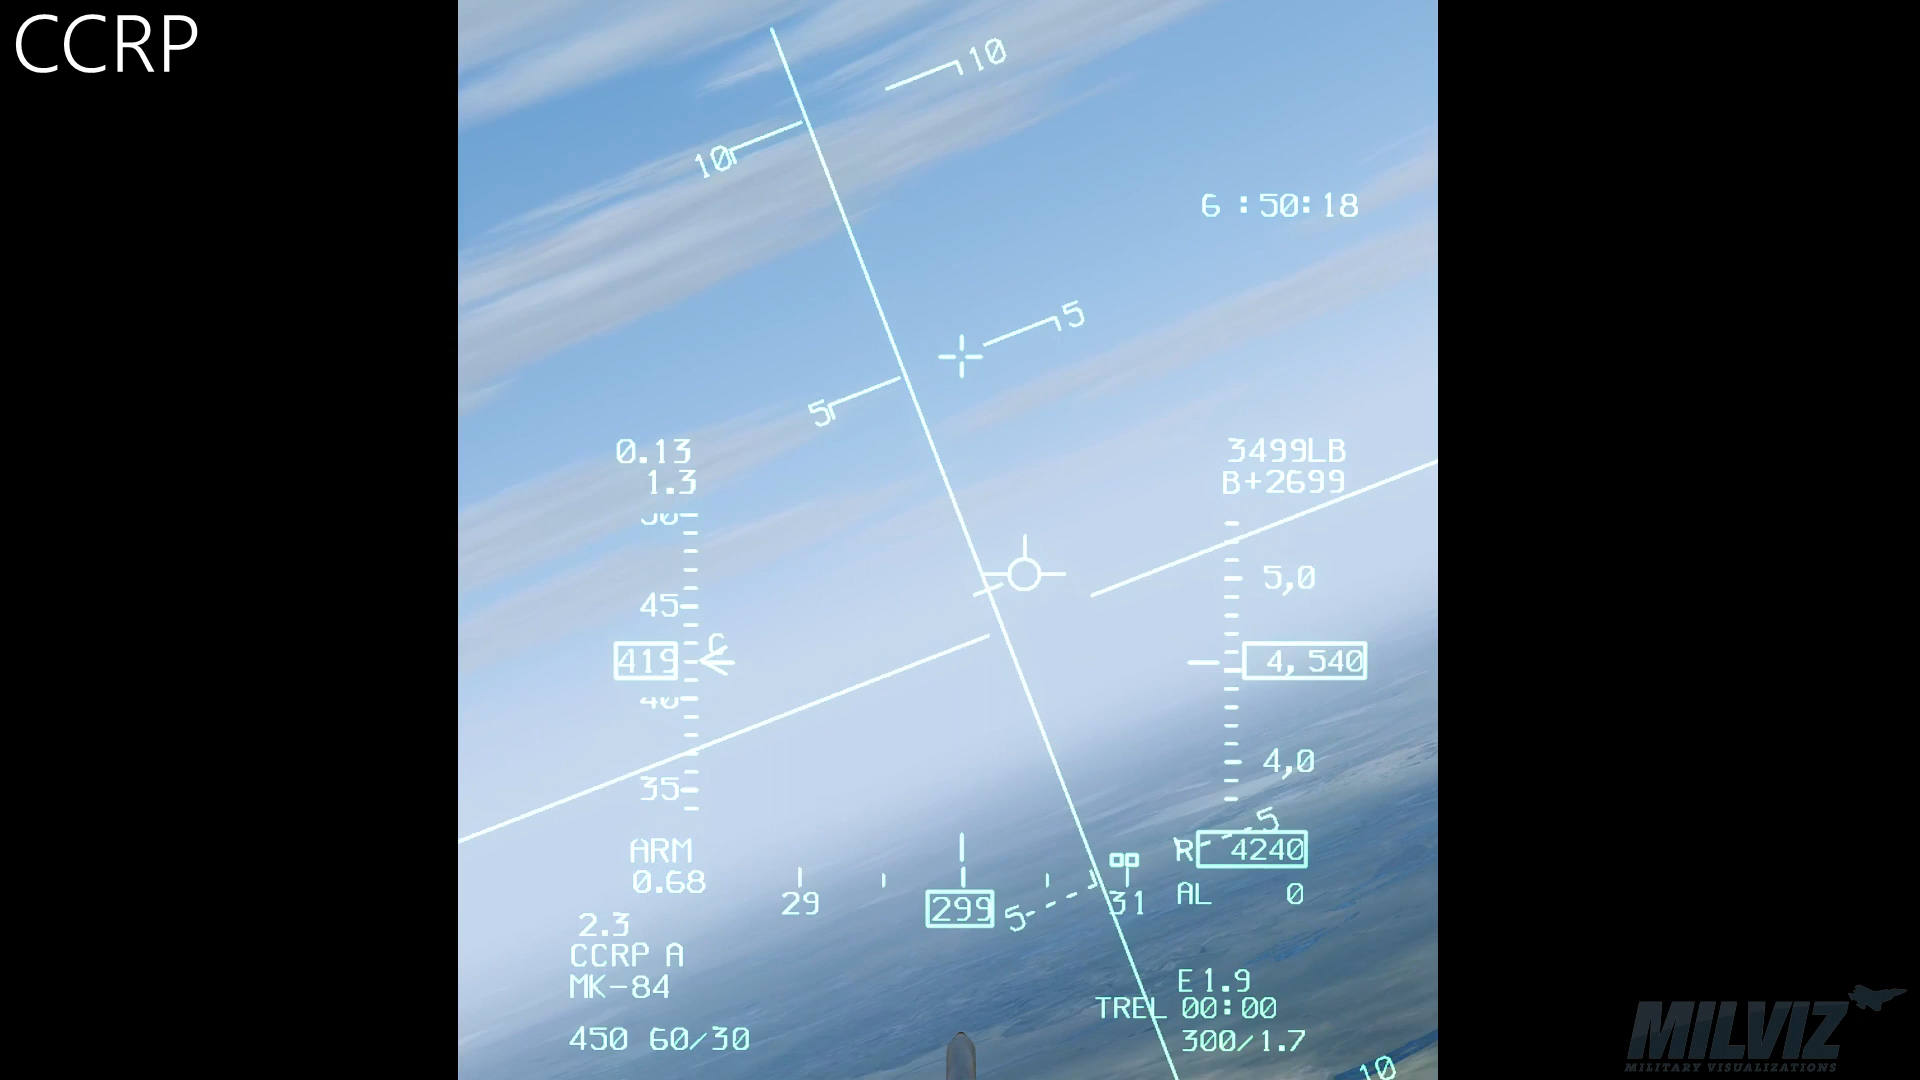 CCRP
10
10
6 :50:18
5
5
0.13
3499LB
1.3
B+2699
50
45
5,0
C
419
4,540
40
4,0
35
5
ARM
R 4240
0.68
29
299
5
31
AL 0
2.3
CCRP A
MK-84
E 1.9
TREL 00:00
450 60/30
300/1.7
10
MILVIZ
MILITARY VISUALIZATIONS